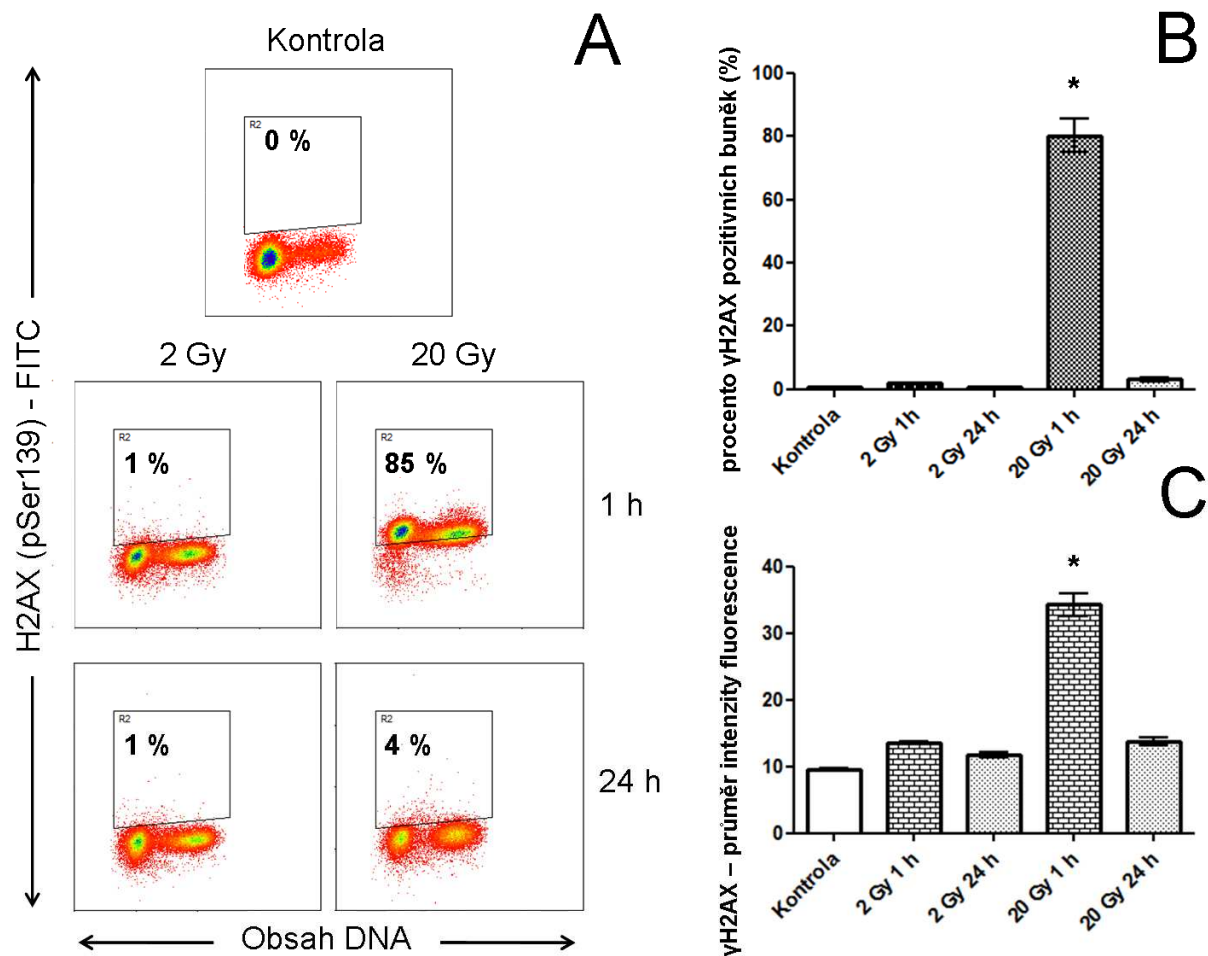 A
Kontrola
R2
0 %
H2AX (pSer139) - FITC
2 Gy
20 Gy
R2
1 %
R2
85 %
1 h
R2
1 %
R2
4 %
24 h
Obsah DNA
B
procento γH2AX pozitivních buněk (%)
100
80
60
40
20
0
*
Kontrola
2 Gy 1h
2 Gy 24 h
20 Gy 1 h
20 Gy 24 h
C
γH2AX – průměr intenzity fluorescence
40
30
20
10
0
*
Kontrola
2 Gy 1 h
2 Gy 24 h
20 Gy 1 h
20 Gy 24 h